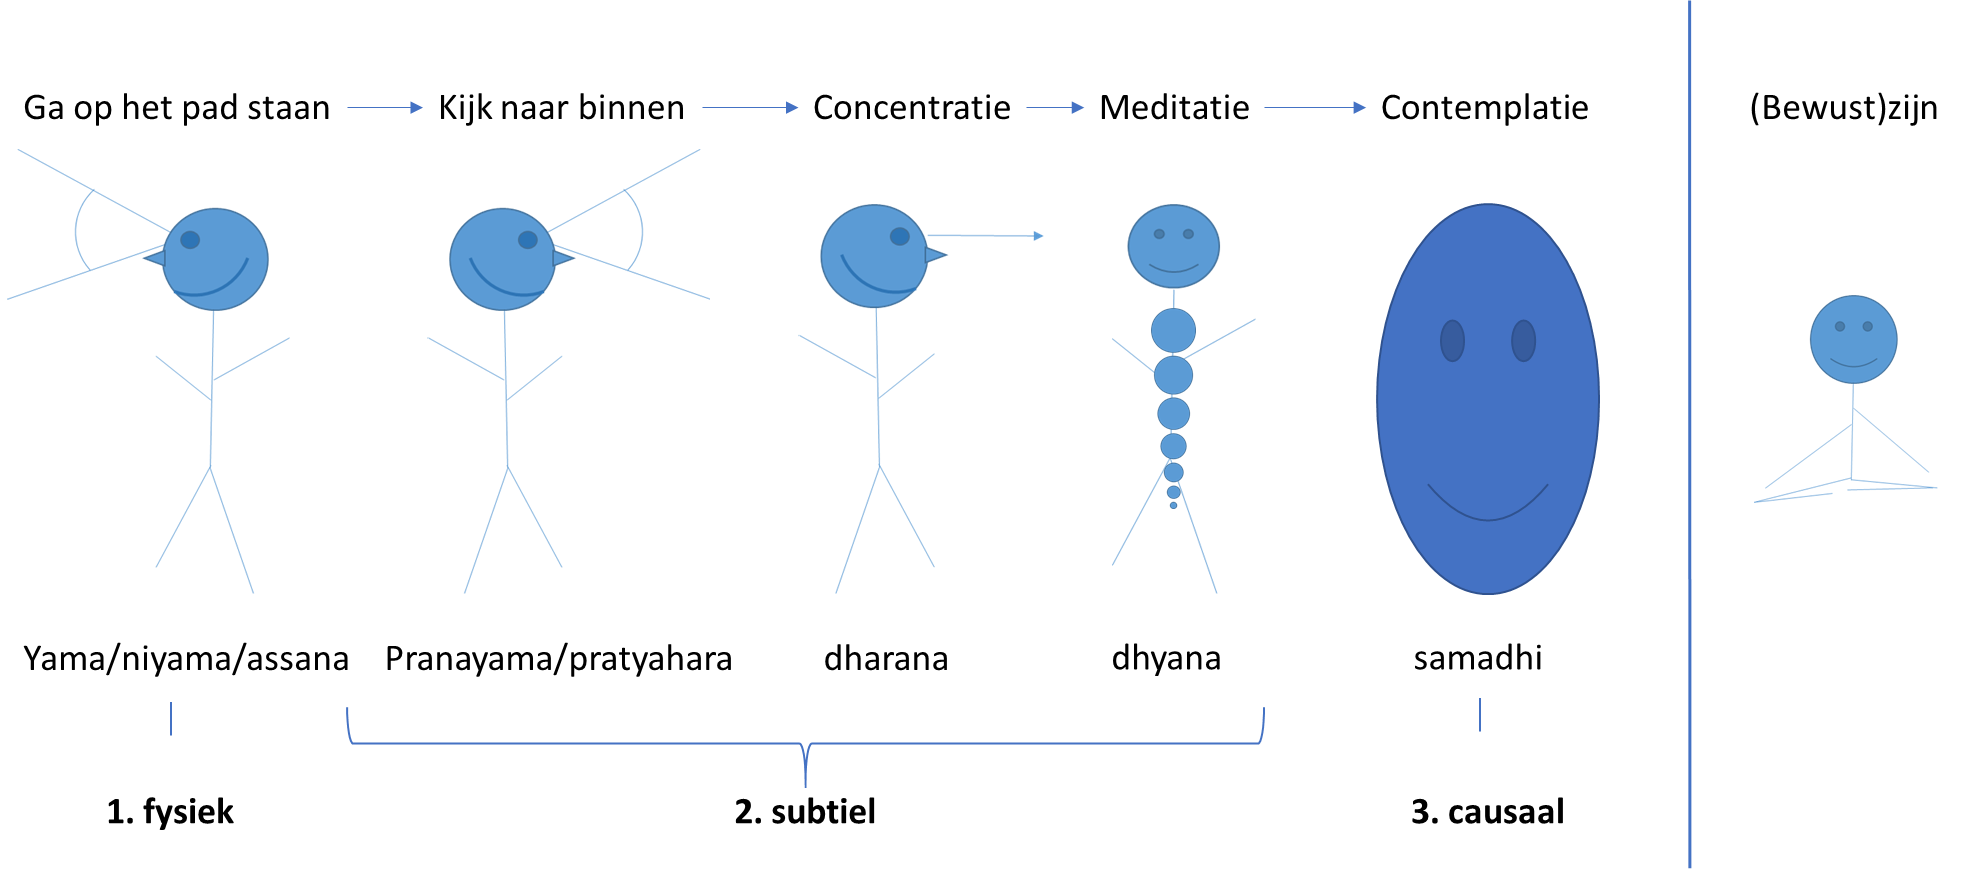 Ga op het pad staan
Kijk naar binnen
Concentratie
Meditatie
Contemplatie
(Bewust)zijn
Yama/niyama/assana
Pranayama/pratyahara
dharana
dhyana
samadhi
1. fysiek
2. subtiel
3. causaal